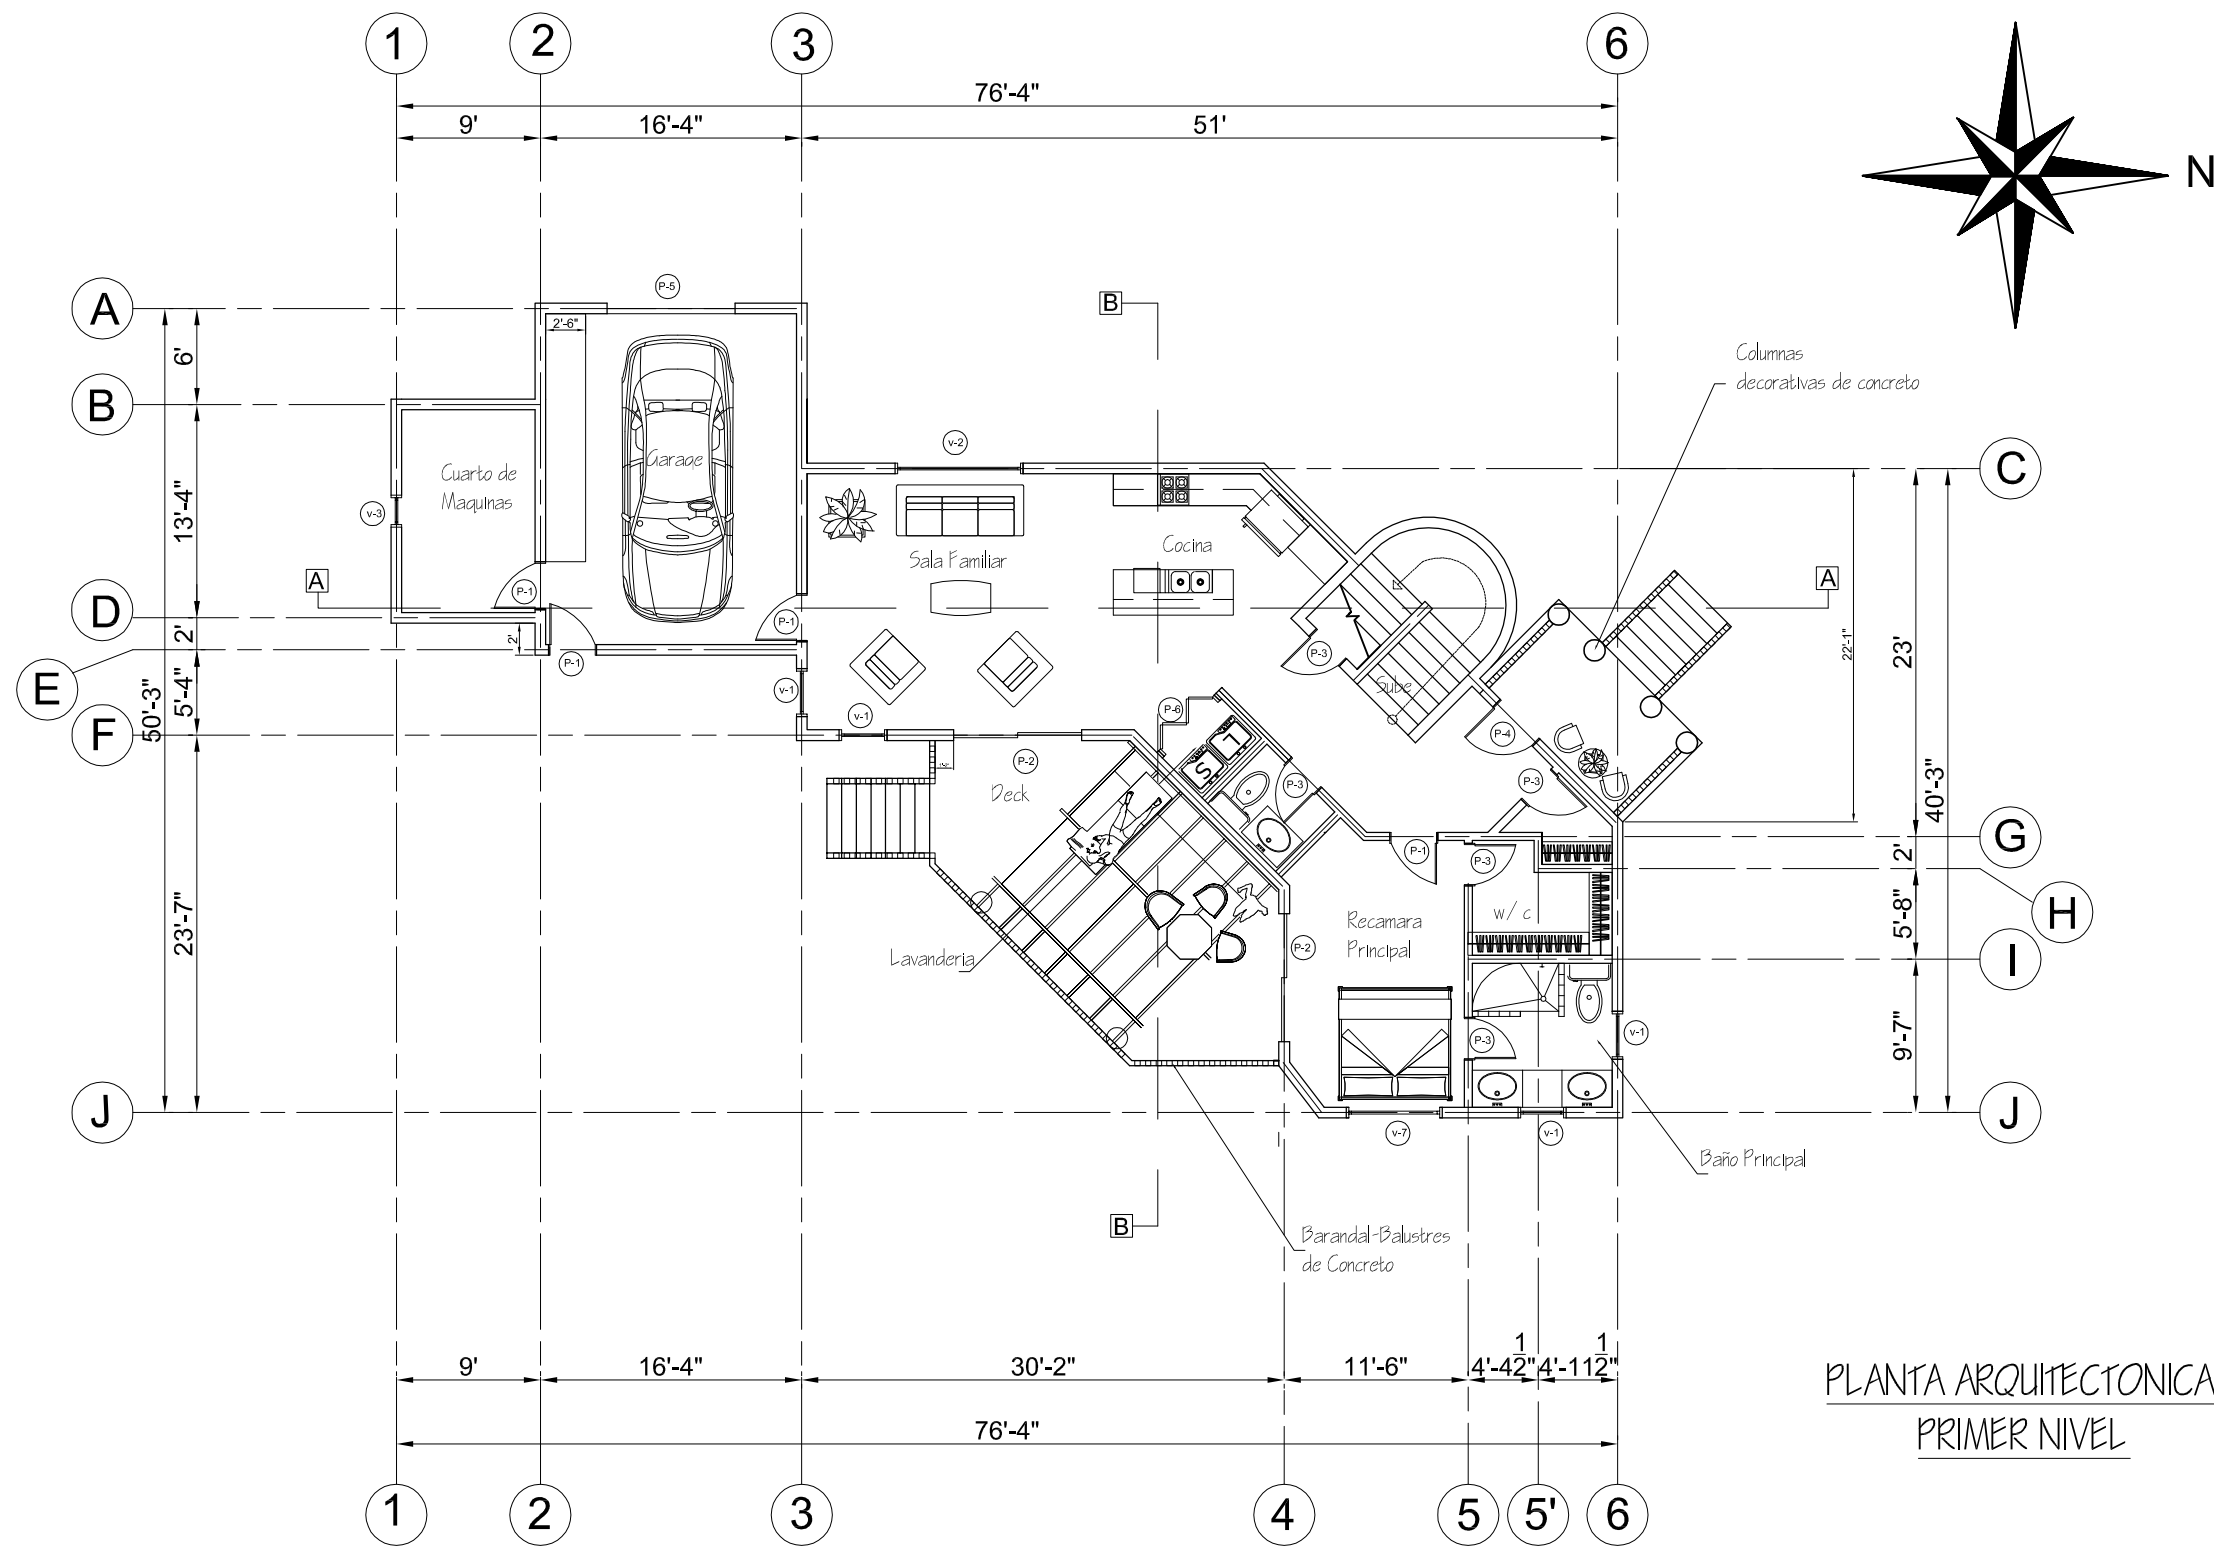 1
2
3
6
76'-4"
9'
16'-4"
51'
N
A
B
D
E
F
J
6'
13'-4"
2'
5'-4"
50'-3"
23'-7"
P-5
2'-6"
B
v-2
Columnas
decorativas de concreto
Cuarto de
Maquinas
Garage
v-3
A
P-1
2'
P-1
P-1
v-1
v-1
Sala Familiar
Cocina
P-3
Sube
A
22'-1"
P-6
L
S
P-4
P-3
P-3
P-2
Deck
P-1
P-3
Lavanderia
P-2
Recamara
Principal
w/c
P-3
v-1
v-7
v-1
Baño Principal
B
Barandal-Balustres
de Concreto
C
G
H
I
J
23'
2'
5'-8"
40'-3"
9'-7"
9'
16'-4"
30'-2"
11'-6"
4'-4 1/2"
4'-11 1/2"
76'-4"
1
2
3
4
5
5'
6
PLANTA ARQUITECTONICA
PRIMER NIVEL